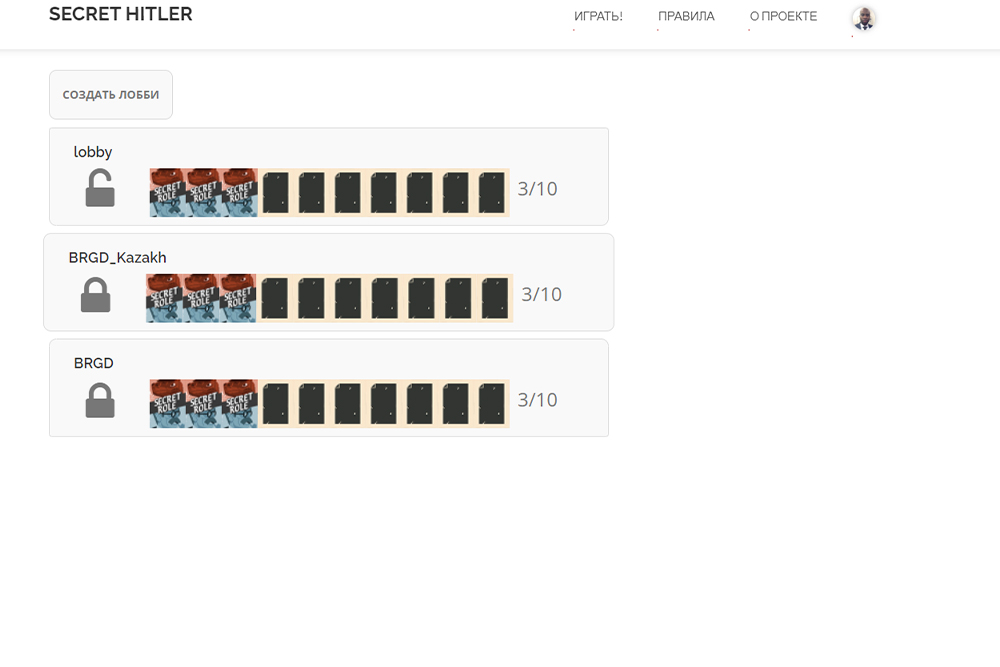 SECRET HITLER
ИГРАТЬ! ПРАВИЛА О ПРОЕКТЕ
СОЗДАТЬ ЛОББИ
lobby
SECRET ROLE SECRET ROLE SECRET ROLE 3/10
BRGD_Kazakh
SECRET ROLE SECRET ROLE SECRET ROLE 3/10
BRGD
SECRET ROLE SECRET ROLE SECRET ROLE 3/10